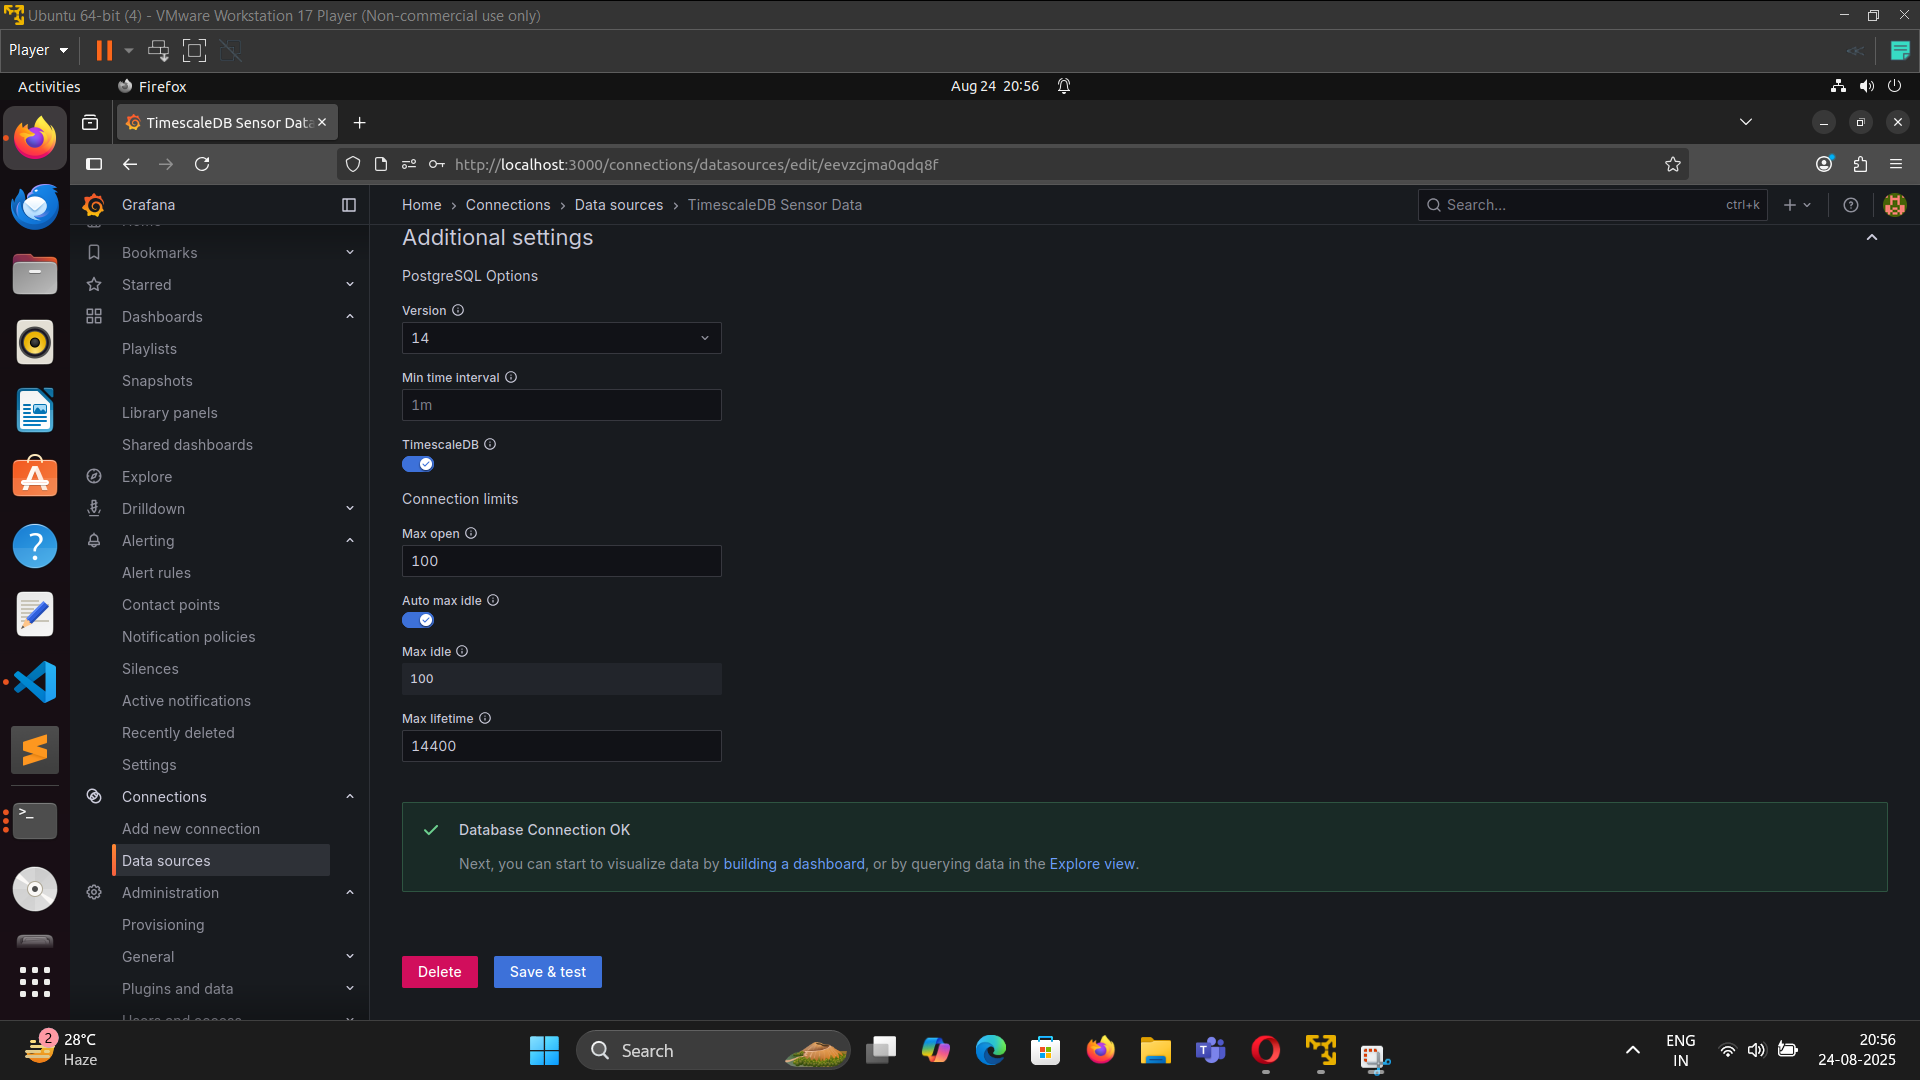 Ubuntu 64-bit (4) - VMware Workstation 17 Player (Non-commercial use only)
Player
Activities
Firefox
Aug 24 20:56
TimescaleDB Sensor Data
http://localhost:3000/connections/datasources/edit/eevzcjma0qdq8f
Grafana
Home › Connections › Data sources › TimescaleDB Sensor Data
Search...
ctrl+k
Home
Bookmarks
Starred
Dashboards
Playlists
Snapshots
Library panels
Shared dashboards
Explore
Drilldown
Alerting
Alert rules
Contact points
Notification policies
Silences
Active notifications
Recently deleted
Settings
Connections
Add new connection
Data sources
Administration
Provisioning
General
Plugins and data
Users and access
Additional settings
PostgreSQL Options
Version
14
Min time interval
1m
TimescaleDB
Connection limits
Max open
100
Auto max idle
Max idle
100
Max lifetime
14400
Database Connection OK
Next, you can start to visualize data by building a dashboard, or by querying data in the Explore view.
Delete
Save & test
2
28°C
Haze
Search
ENG
IN
20:56
24-08-2025